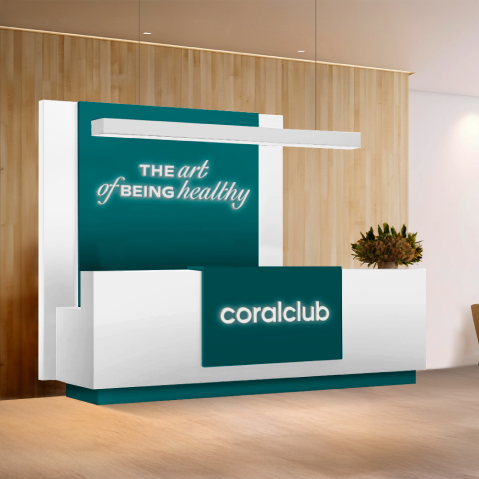 THE art
of BEING healthy
coralclub